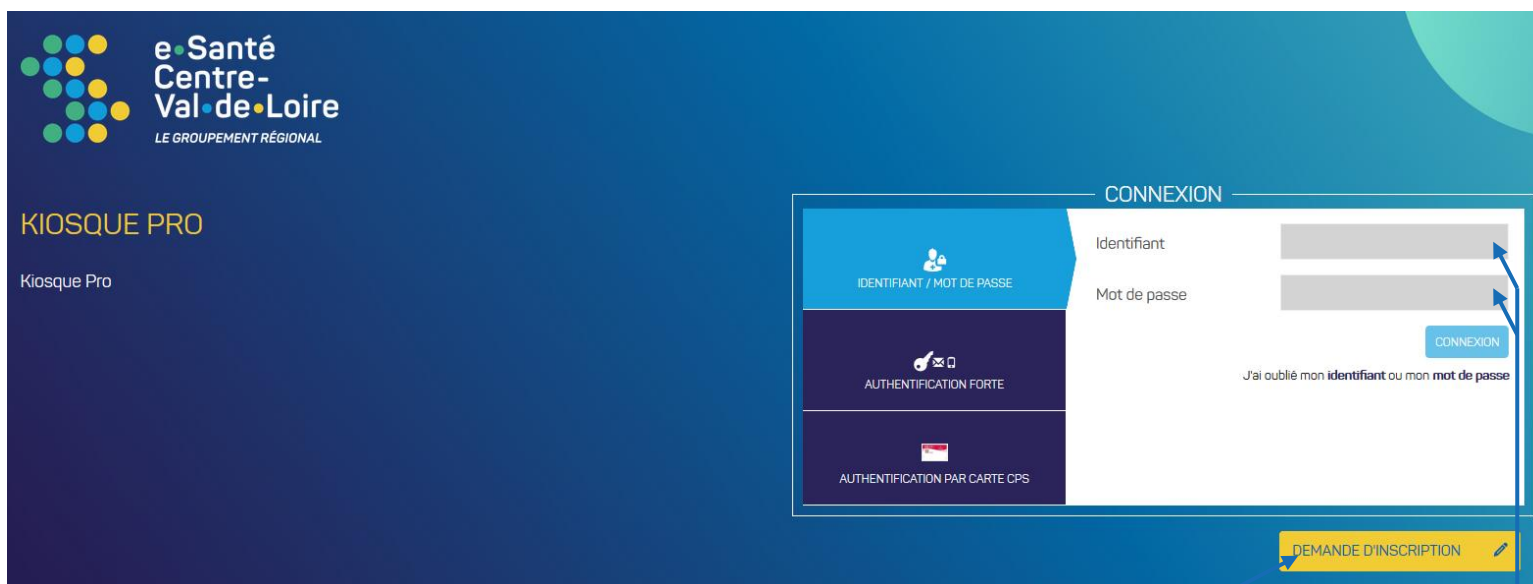 e•Santé
Centre-
Val•de•Loire
LE GROUPEMENT RÉGIONAL
KIOSQUE PRO
Kiosque Pro
CONNEXION
IDENTIFIANT / MOT DE PASSE
AUTHENTIFICATION FORTE
AUTHENTIFICATION PAR CARTE CPS
Identifiant
Mot de passe
CONNEXION
J'ai oublié mon identifiant ou mon mot de passe
DEMANDE D'INSCRIPTION